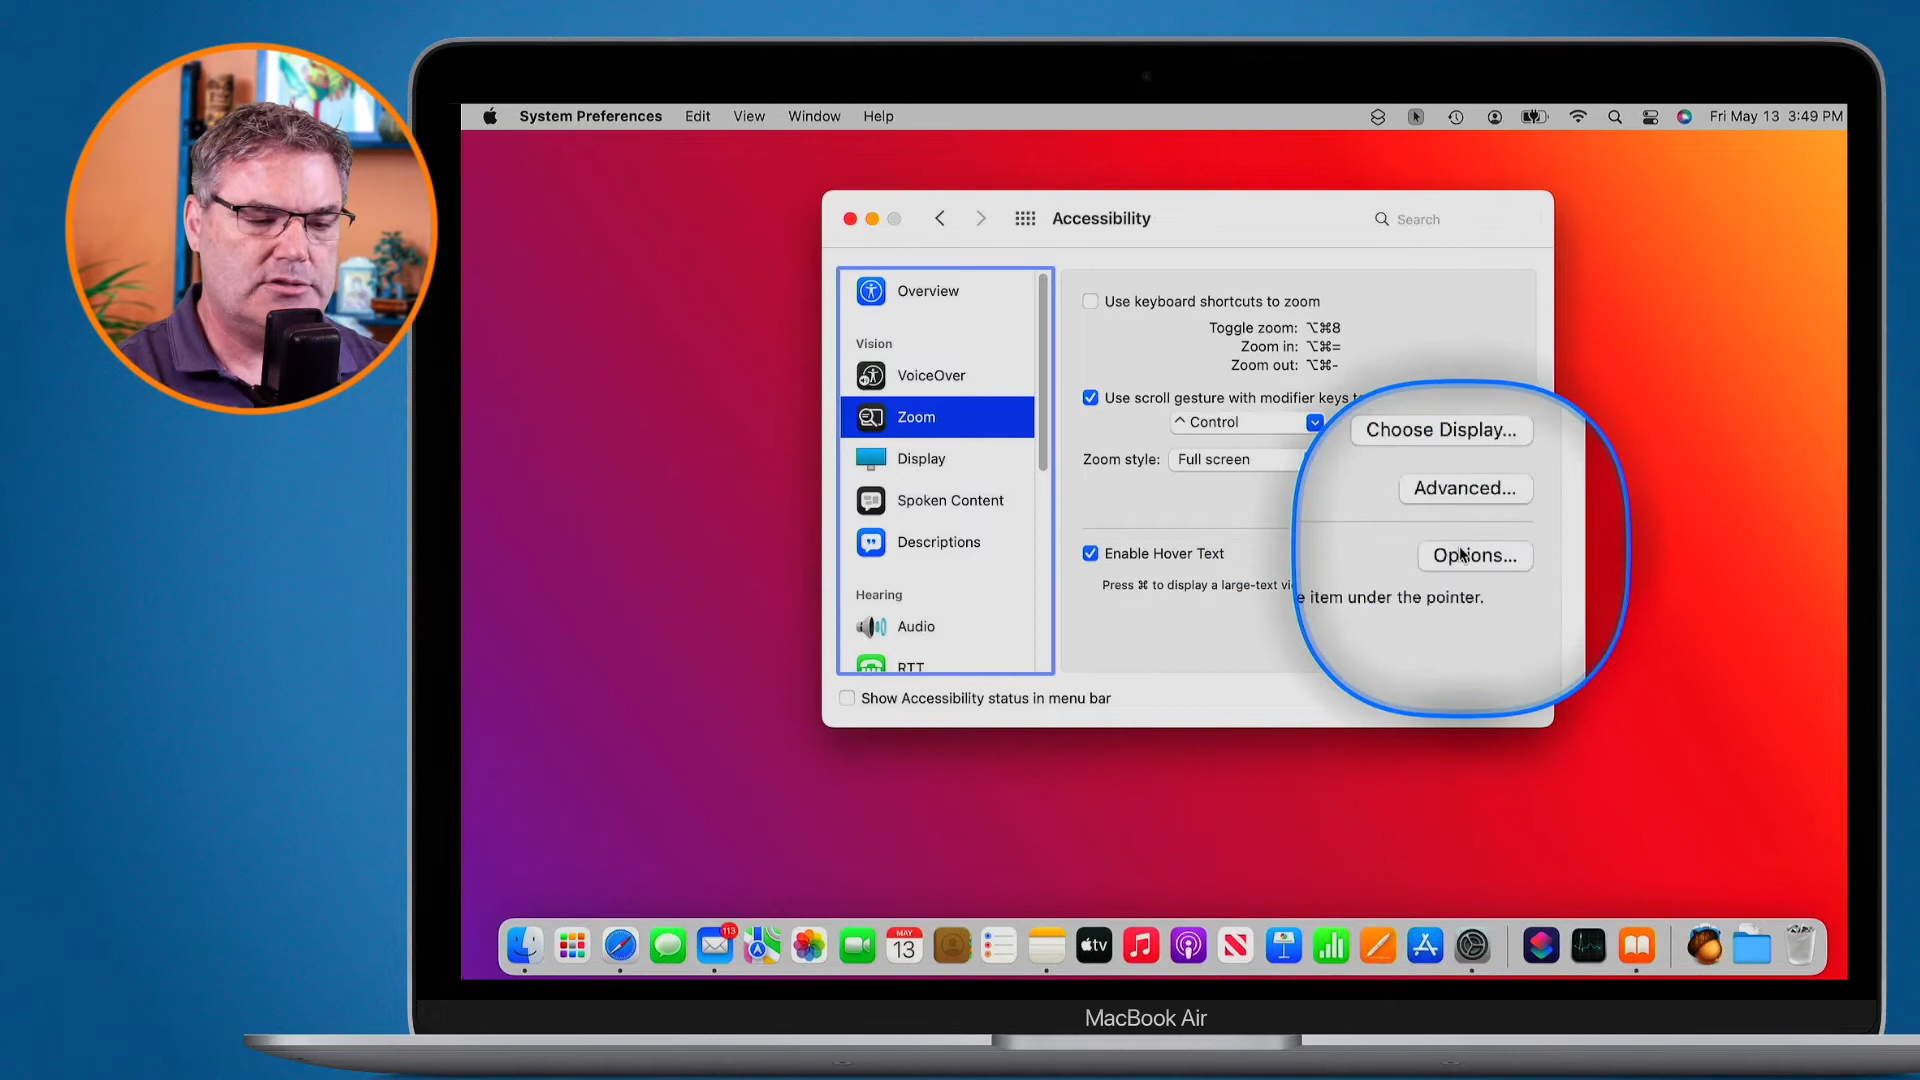 System Preferences Edit View Window Help Fri May 13 3:49 PM
Accessibility
Search
Overview
Vision
VoiceOver
Zoom
Display
Spoken Content
Descriptions
Hearing
Audio
RTT
Use keyboard shortcuts to zoom
Toggle zoom: ⌥⌘8
Zoom in: ⌥⌘=
Zoom out: ⌥⌘-
Use scroll gesture with modifier keys
^ Control
Zoom style: Full screen
Choose Display...
Advanced...
Enable Hover Text
Options...
Press ⌘ to display a large-text
item under the pointer.
Show Accessibility status in menu bar
113
MAY
13
tv
MacBook Air